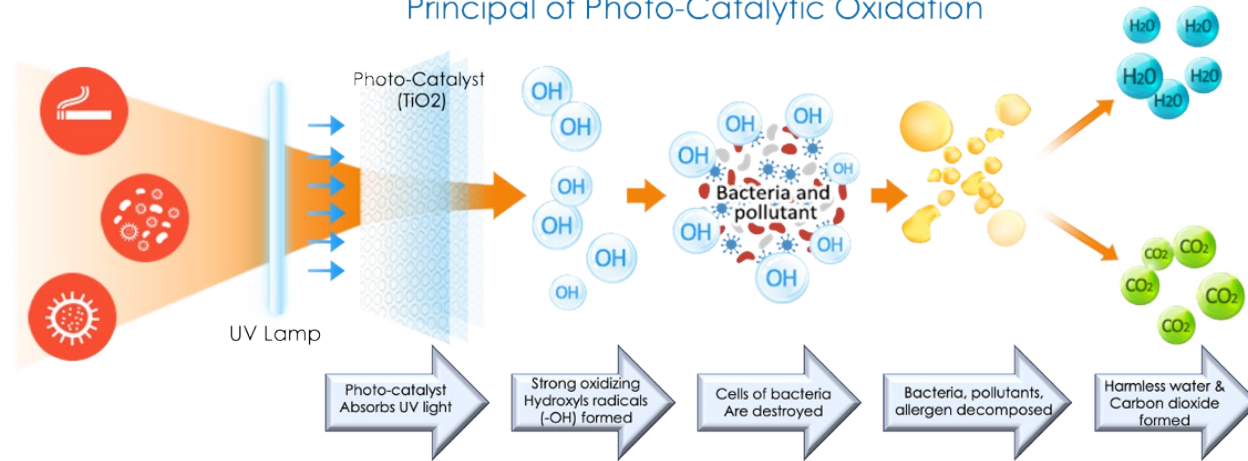 Principal of Photo-Catalytic Oxidation
Photo-Catalyst
(TiO2)
UV Lamp
OH
OH
OH
OH
OH
OH
OH
OH
OH
OH
OH
OH
OH
Bacteria and
pollutant
H2O
H2O
H2O
H2O
H2O
CO2
CO2
CO2
CO2
CO2
Photo-catalyst
Absorbs UV light
Strong oxidizing
Hydroxyls radicals
(-OH) formed
Cells of bacteria
Are destroyed
Bacteria, pollutants,
allergen decomposed
Harmless water &
Carbon dioxide
formed